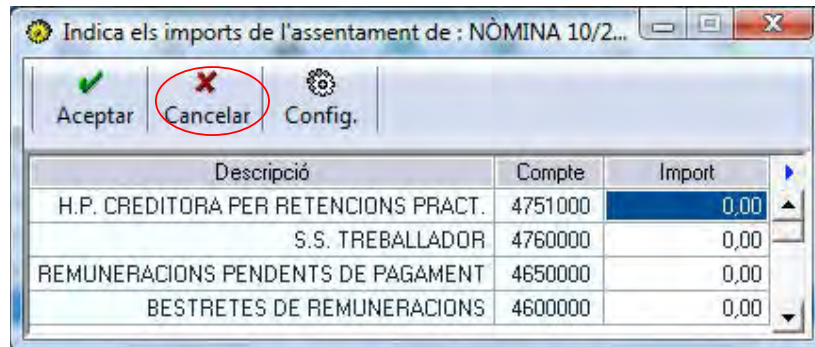 Indica els imports de l'assentament de : NÒMINA 10/2...
Aceptar Cancelar Config.
Descripció Compte Import
H.P. CREDITORA PER RETENCIONS PRACT. 4751000 0,00
S.S. TREBALLADOR 4760000 0,00
REMUNERACIONS PENDENTS DE PAGAMENT 4650000 0,00
BESTRETES DE REMUNERACIONS 4600000 0,00